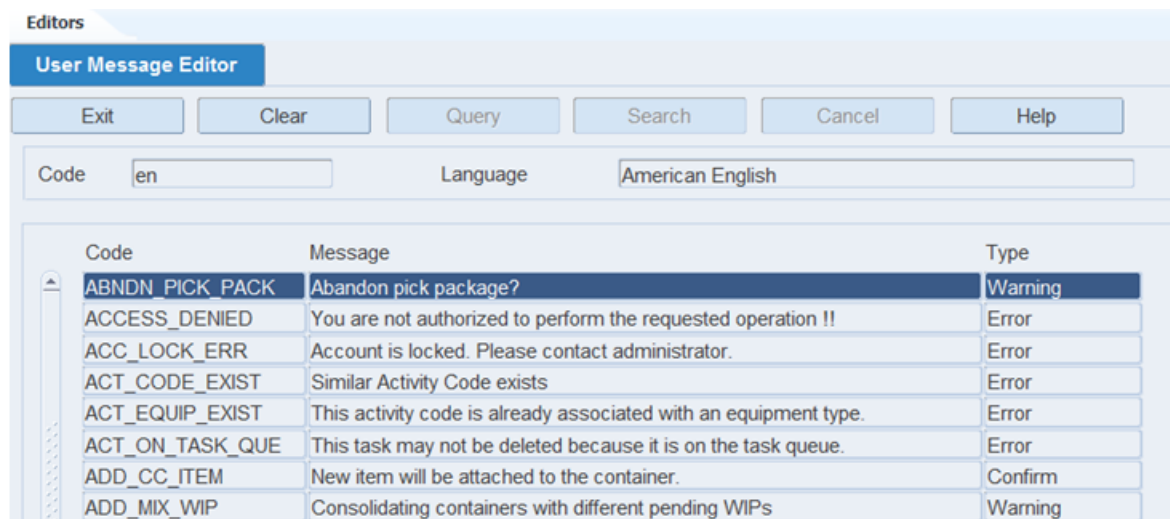 Editors
User Message Editor
Exit Clear Query Search Cancel Help
Code en Language American English
Code Message Type
ABNDN_PICK_PACK Abandon pick package? Warning
ACCESS_DENIED You are not authorized to perform the requested operation !! Error
ACC_LOCK_ERR Account is locked. Please contact administrator. Error
ACT_CODE_EXIST Similar Activity Code exists Error
ACT_EQUIP_EXIST This activity code is already associated with an equipment type. Error
ACT_ON_TASK_QUE This task may not be deleted because it is on the task queue. Error
ADD_CC_ITEM New item will be attached to the container. Confirm
ADD_MIX_WIP Consolidating containers with different pending WIPs Warning